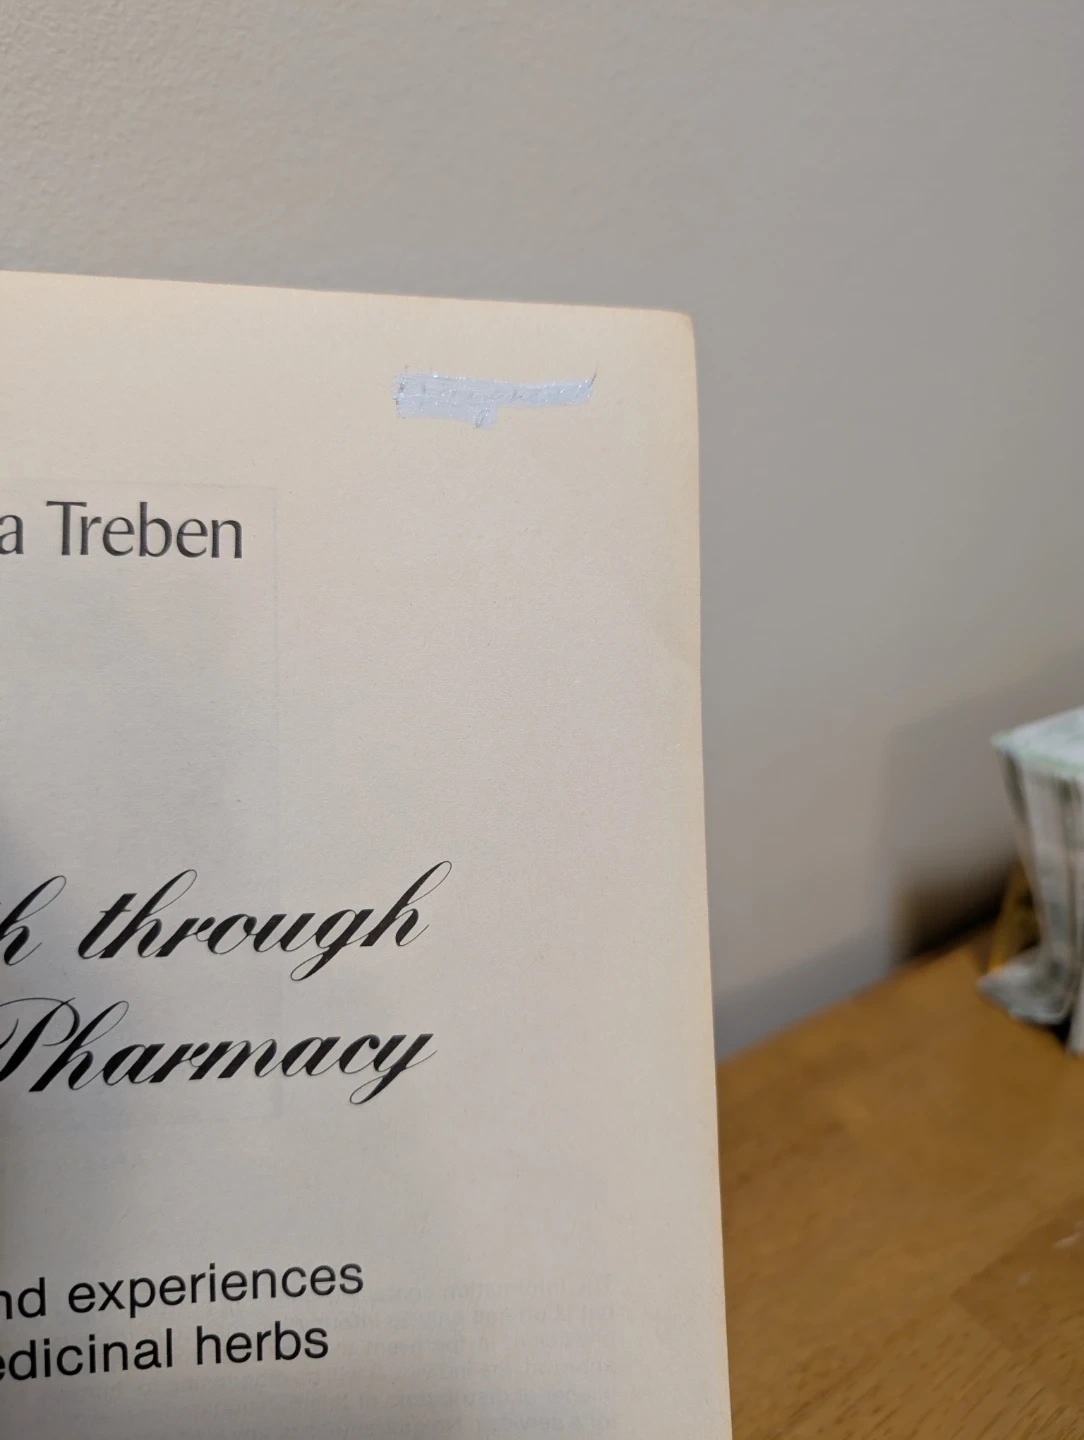 a Treben
h through
Pharmacy
nd experiences
edicinal herbs